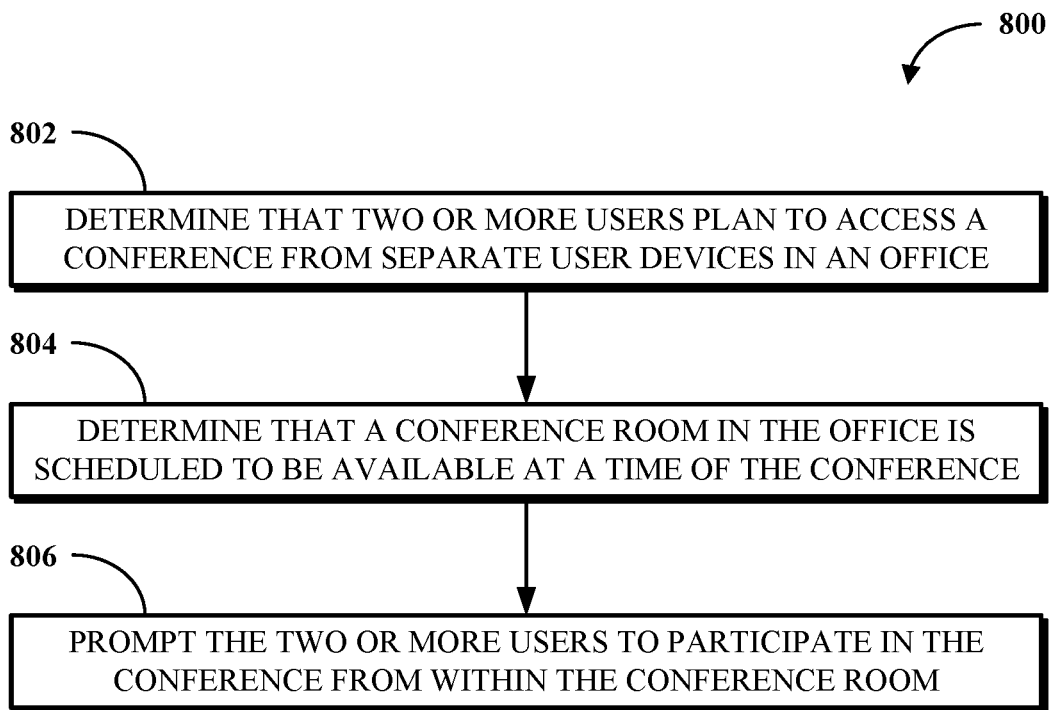 800
802
DETERMINE THAT TWO OR MORE USERS PLAN TO ACCESS A
CONFERENCE FROM SEPARATE USER DEVICES IN AN OFFICE
804
DETERMINE THAT A CONFERENCE ROOM IN THE OFFICE IS
SCHEDULED TO BE AVAILABLE AT A TIME OF THE CONFERENCE
806
PROMPT THE TWO OR MORE USERS TO PARTICIPATE IN THE
CONFERENCE FROM WITHIN THE CONFERENCE ROOM